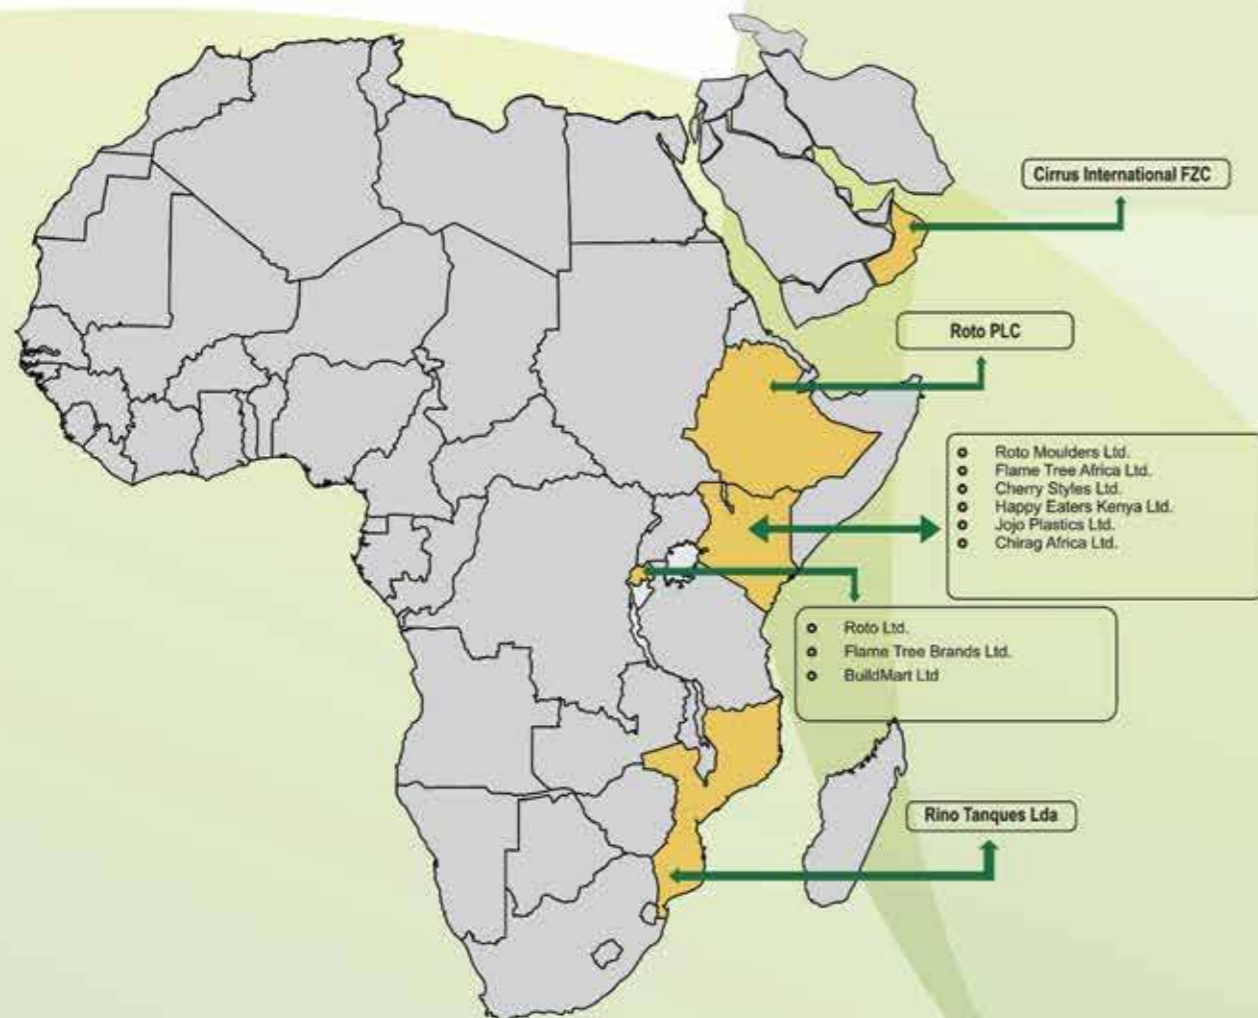 Cirrus International FZC
Roto PLC
Roto Moulders Ltd.
Flame Tree Africa Ltd.
Cherry Styles Ltd.
Happy Eaters Kenya Ltd.
Jojo Plastics Ltd.
Chirag Africa Ltd.
Roto Ltd.
Flame Tree Brands Ltd.
BuildMart Ltd
Rino Tanques Lda